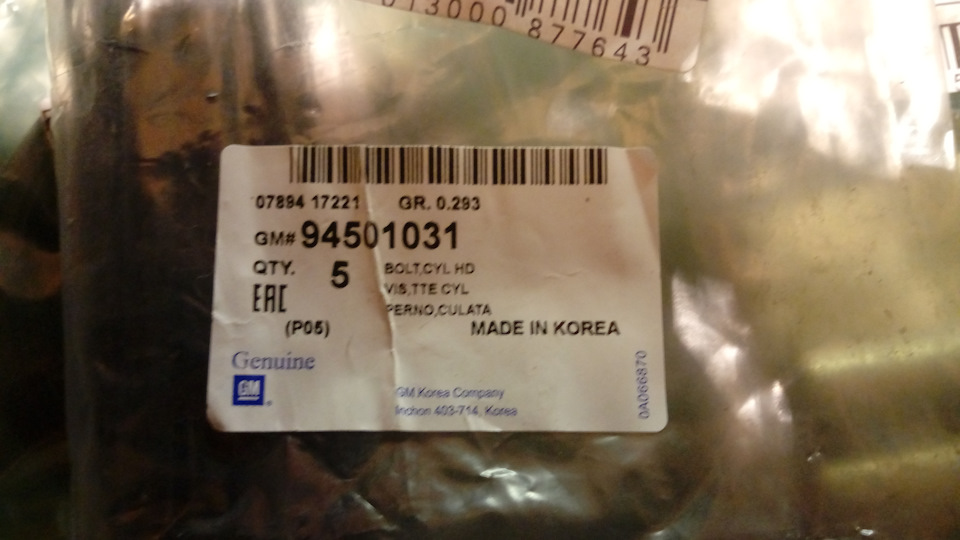 013000 877643
07894 17221 GR. 0.293
GM# 94501031
QTY. 5 BOLT,CYL HD
VIS,TTE CYL
EAC PERNO,CULATA
(P05) MADE IN KOREA
Genuine
GM
GM Korea Company
Inchon 403-714, Korea
0A066870